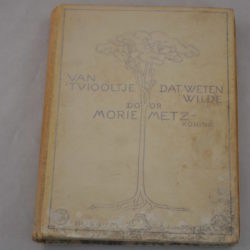 VAN 'T VIOOLTJE
DAT WETEN
WILDE
DOOR
MORIE METZ-
KONING